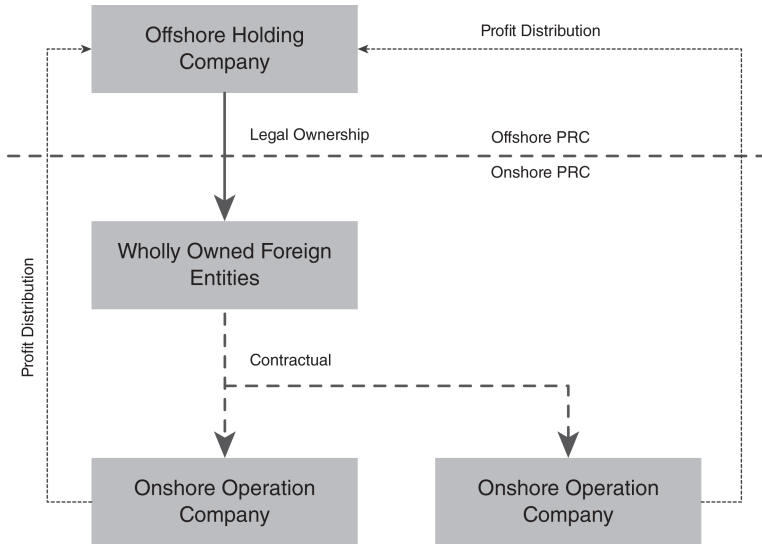 Offshore Holding
Company
Profit Distribution
Legal Ownership
Offshore PRC
Onshore PRC
Wholly Owned Foreign
Entities
Profit Distribution
Contractual
Onshore Operation
Company
Onshore Operation
Company